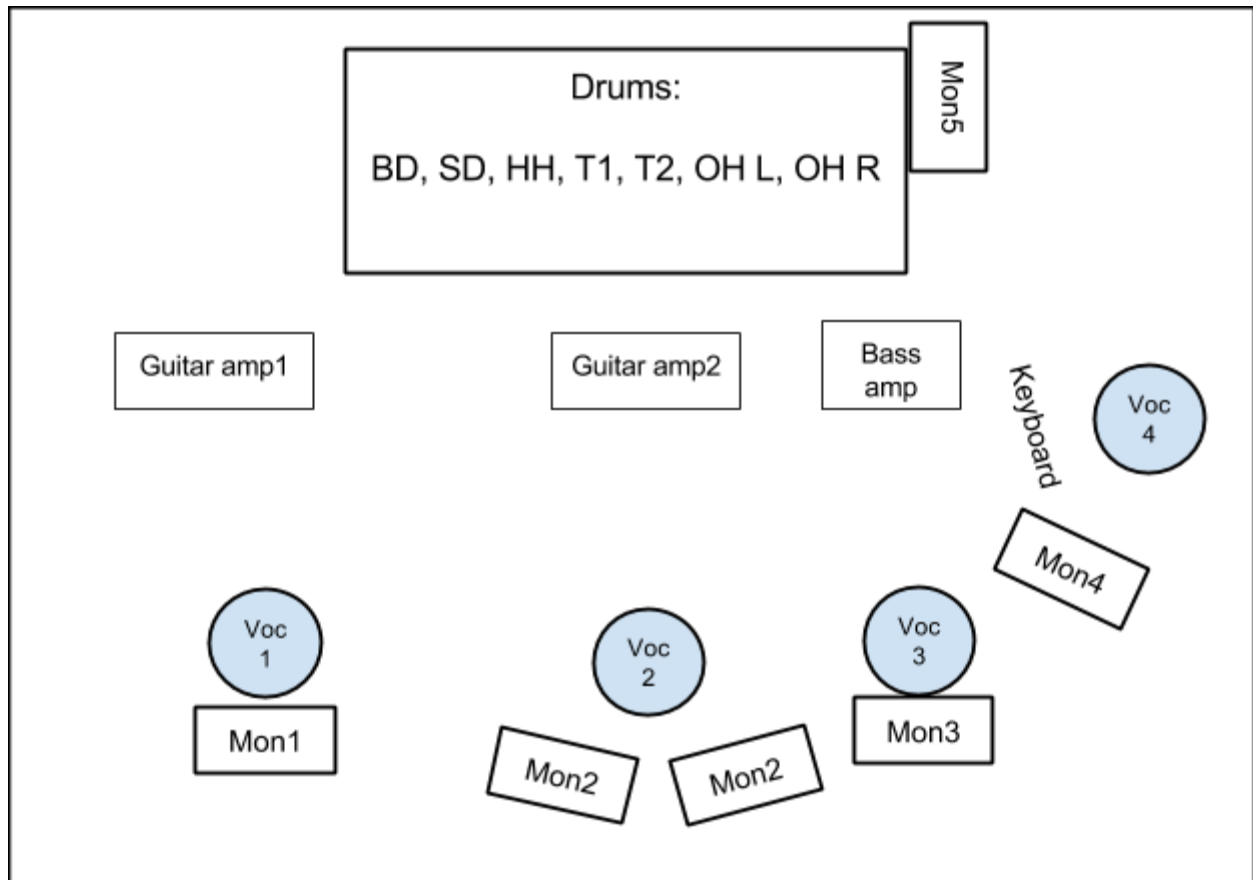 Drums:
Mon5
BD, SD, HH, T1, T2, OH L, OH R
Guitar amp1
Guitar amp2
Bass
amp
Keyboard
Voc
4
Mon4
Voc
1
Voc
2
Voc
3
Mon1
Mon2
Mon2
Mon3